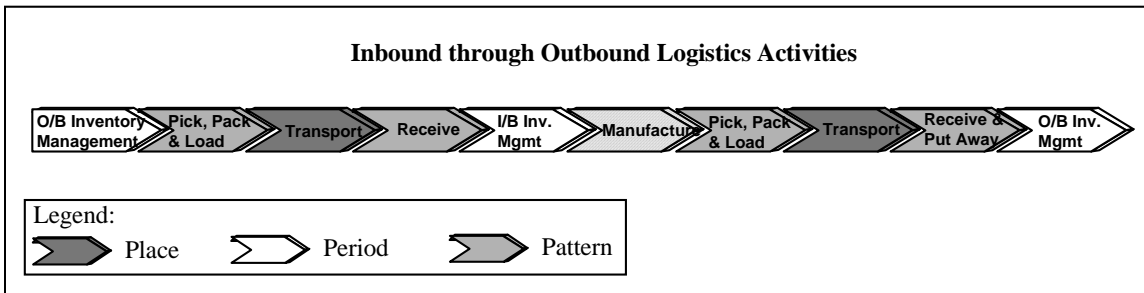 Inbound through Outbound Logistics Activities
O/B Inventory
Management
Pick, Pack
& Load
Transport
Receive
I/B Inv.
Mgmt
Manufacture
Pick, Pack
& Load
Transport
Receive &
Put Away
O/B Inv.
Mgmt
Legend:
Place
Period
Pattern